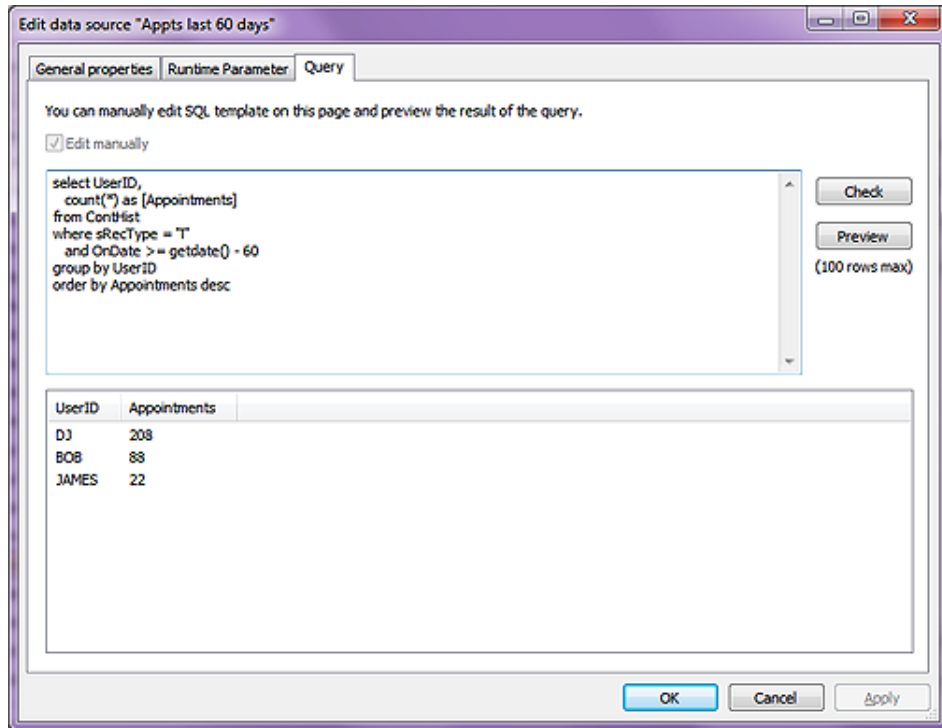 Edit data source "Appts last 60 days"
General properties Runtime Parameter Query
You can manually edit SQL template on this page and preview the result of the query.
Edit manually
select UserID,
count(*) as [Appointments]
from ContHist
where sRecType = 'T'
and OnDate >= getdate() - 60
group by UserID
order by Appointments desc
Check
Preview
(100 rows max)
UserID Appointments
DJ 208
BOB 88
JAMES 22
OK Cancel Apply